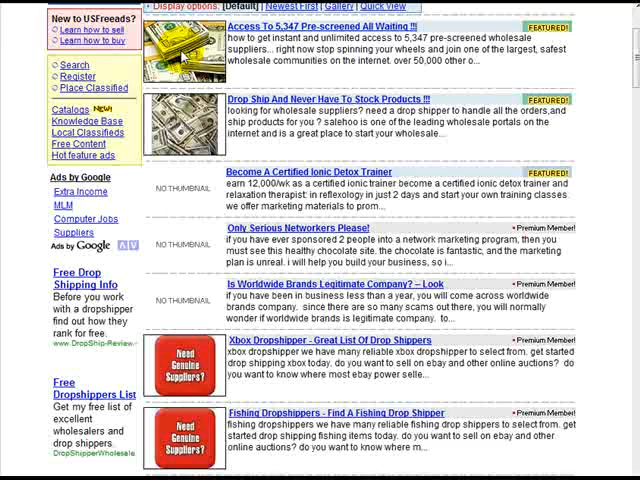 Display options: [Default] | Newest First | Gallery | Quick View
New to USFreeads?
Learn how to sell
Learn how to buy
Search
Register
Place Classified
Catalogs NEW!
Knowledge Base
Local Classifieds
Free Content
Hot feature ads
Ads by Google
Extra Income
MLM
Computer Jobs
Suppliers
Ads by Google
Free Drop
Shipping Info
Before you
work with
a dropshipper
find out how
they rank for
free.
www.DropShip-Review.
Free
Dropshippers List
Get my free list of
excellent
wholesalers and
drop shippers.
DropShipperWholesale.
Access To 5,347 Pre-screened All Waiting !!!
FEATURED!
how to get instant and unlimited access to 5,347 pre-screened wholesale
suppliers... right now stop spinning your wheels and join one of the largest, safest
wholesale communities on the internet. over 50,000 other o...
Drop Ship And Never Have To Stock Products !!!
FEATURED!
looking for wholesale suppliers? need a drop shipper to handle all the orders,and
ship products for you ? salehoo is one of the leading wholesale portals on the
internet and is a great place to start your wholesale...
NO THUMBNAIL
Become A Certified Ionic Detox Trainer
FEATURED!
earn 12,000/wk as a certified ionic trainer become a certified ionic detox trainer and
relaxation therapist: in reflexology in just 2 days and start your own training classes.
we offer marketing materials to prom...
NO THUMBNAIL
Only Serious Networkers Please!
Premium Member!
if you have ever sponsored 2 people into a network marketing program, then you
must see this healthy chocolate site. the chocolate is fantastic, and the marketing
plan is unreal. i will help you build your business, so i...
NO THUMBNAIL
Is Worldwide Brands Legitimate Company? – Look
Premium Member!
if you have been in business less than a year, you will come across worldwide
brands company. since there are so many scams out there, you will normally
wonder if worldwide brands is legitimate company. to...
Need
Genuine
Suppliers?
Xbox Dropshipper - Great List Of Drop Shippers
Premium Member!
xbox dropshipper we have many reliable xbox dropshipper to select from. get started
drop shipping xbox today. do you want to sell on ebay and other online auctions? do
you want to know where most ebay power selle...
Need
Genuine
Suppliers?
Fishing Dropshippers - Find A Fishing Drop Shipper
Premium Member!
fishing dropshippers we have many reliable fishing drop shippers to select from. get
started drop shipping fishing items today. do you want to sell on ebay and other
online auctions? do you want to know where m...